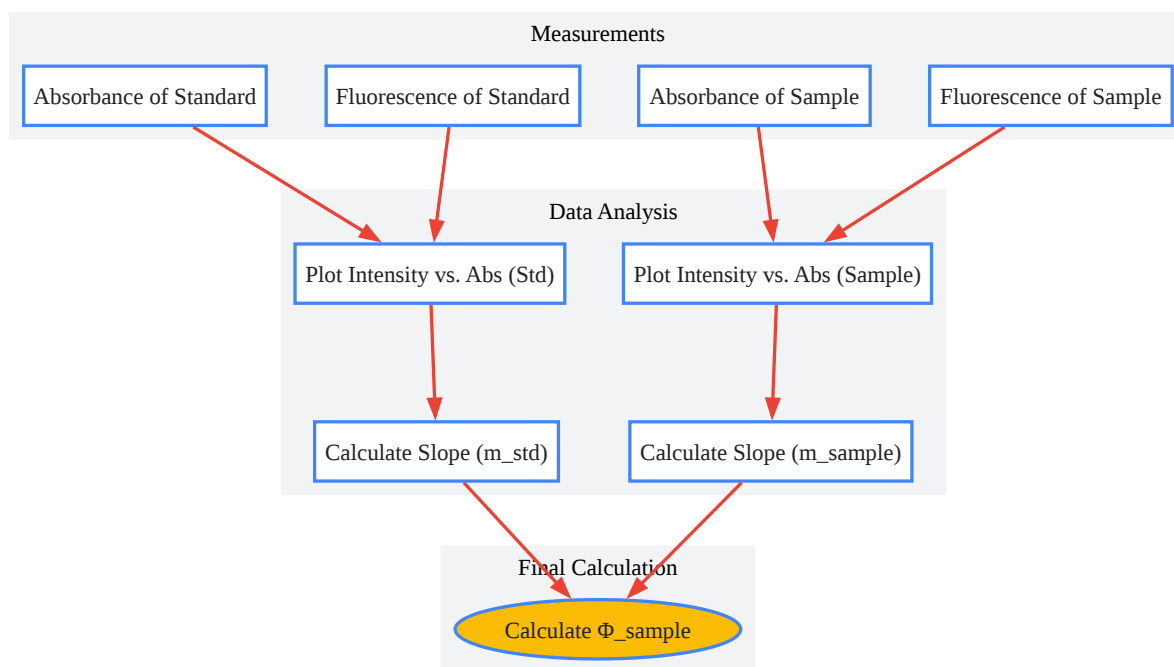 Measurements
Absorbance of Standard
Fluorescence of Standard
Absorbance of Sample
Fluorescence of Sample
Data Analysis
Plot Intensity vs. Abs (Std)
Plot Intensity vs. Abs (Sample)
Calculate Slope (m_std)
Calculate Slope (m_sample)
Final Calculation
Calculate Φ_sample